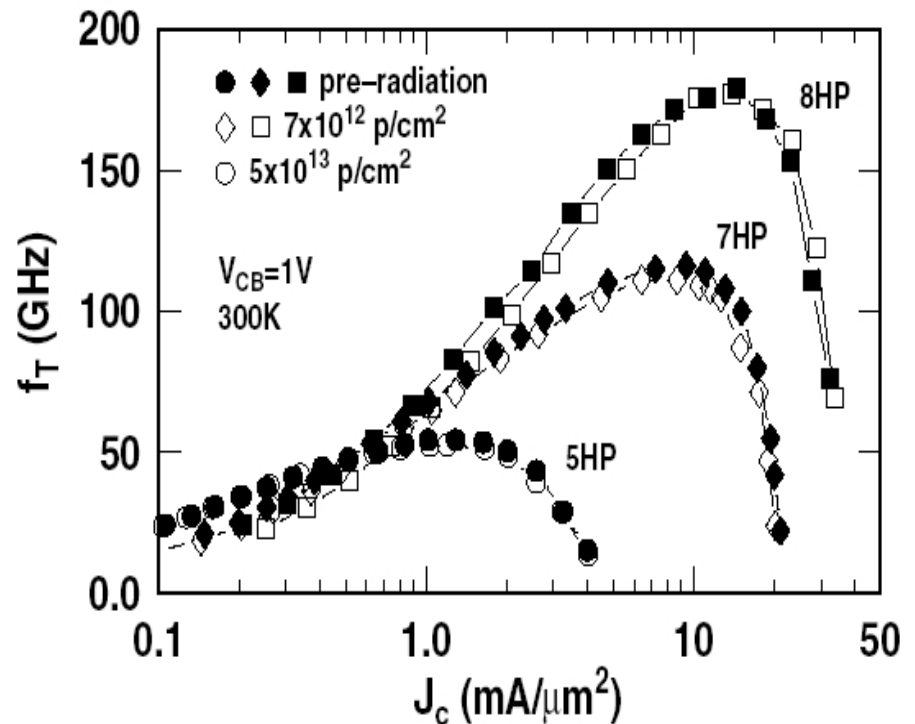 200
150
100
50
0.0
f_T (GHz)
pre–radiation
7x10^12 p/cm^2
5x10^13 p/cm^2
V_CB=1V
300K
8HP
7HP
5HP
0.1 1.0 10 50
J_c (mA/μm^2)